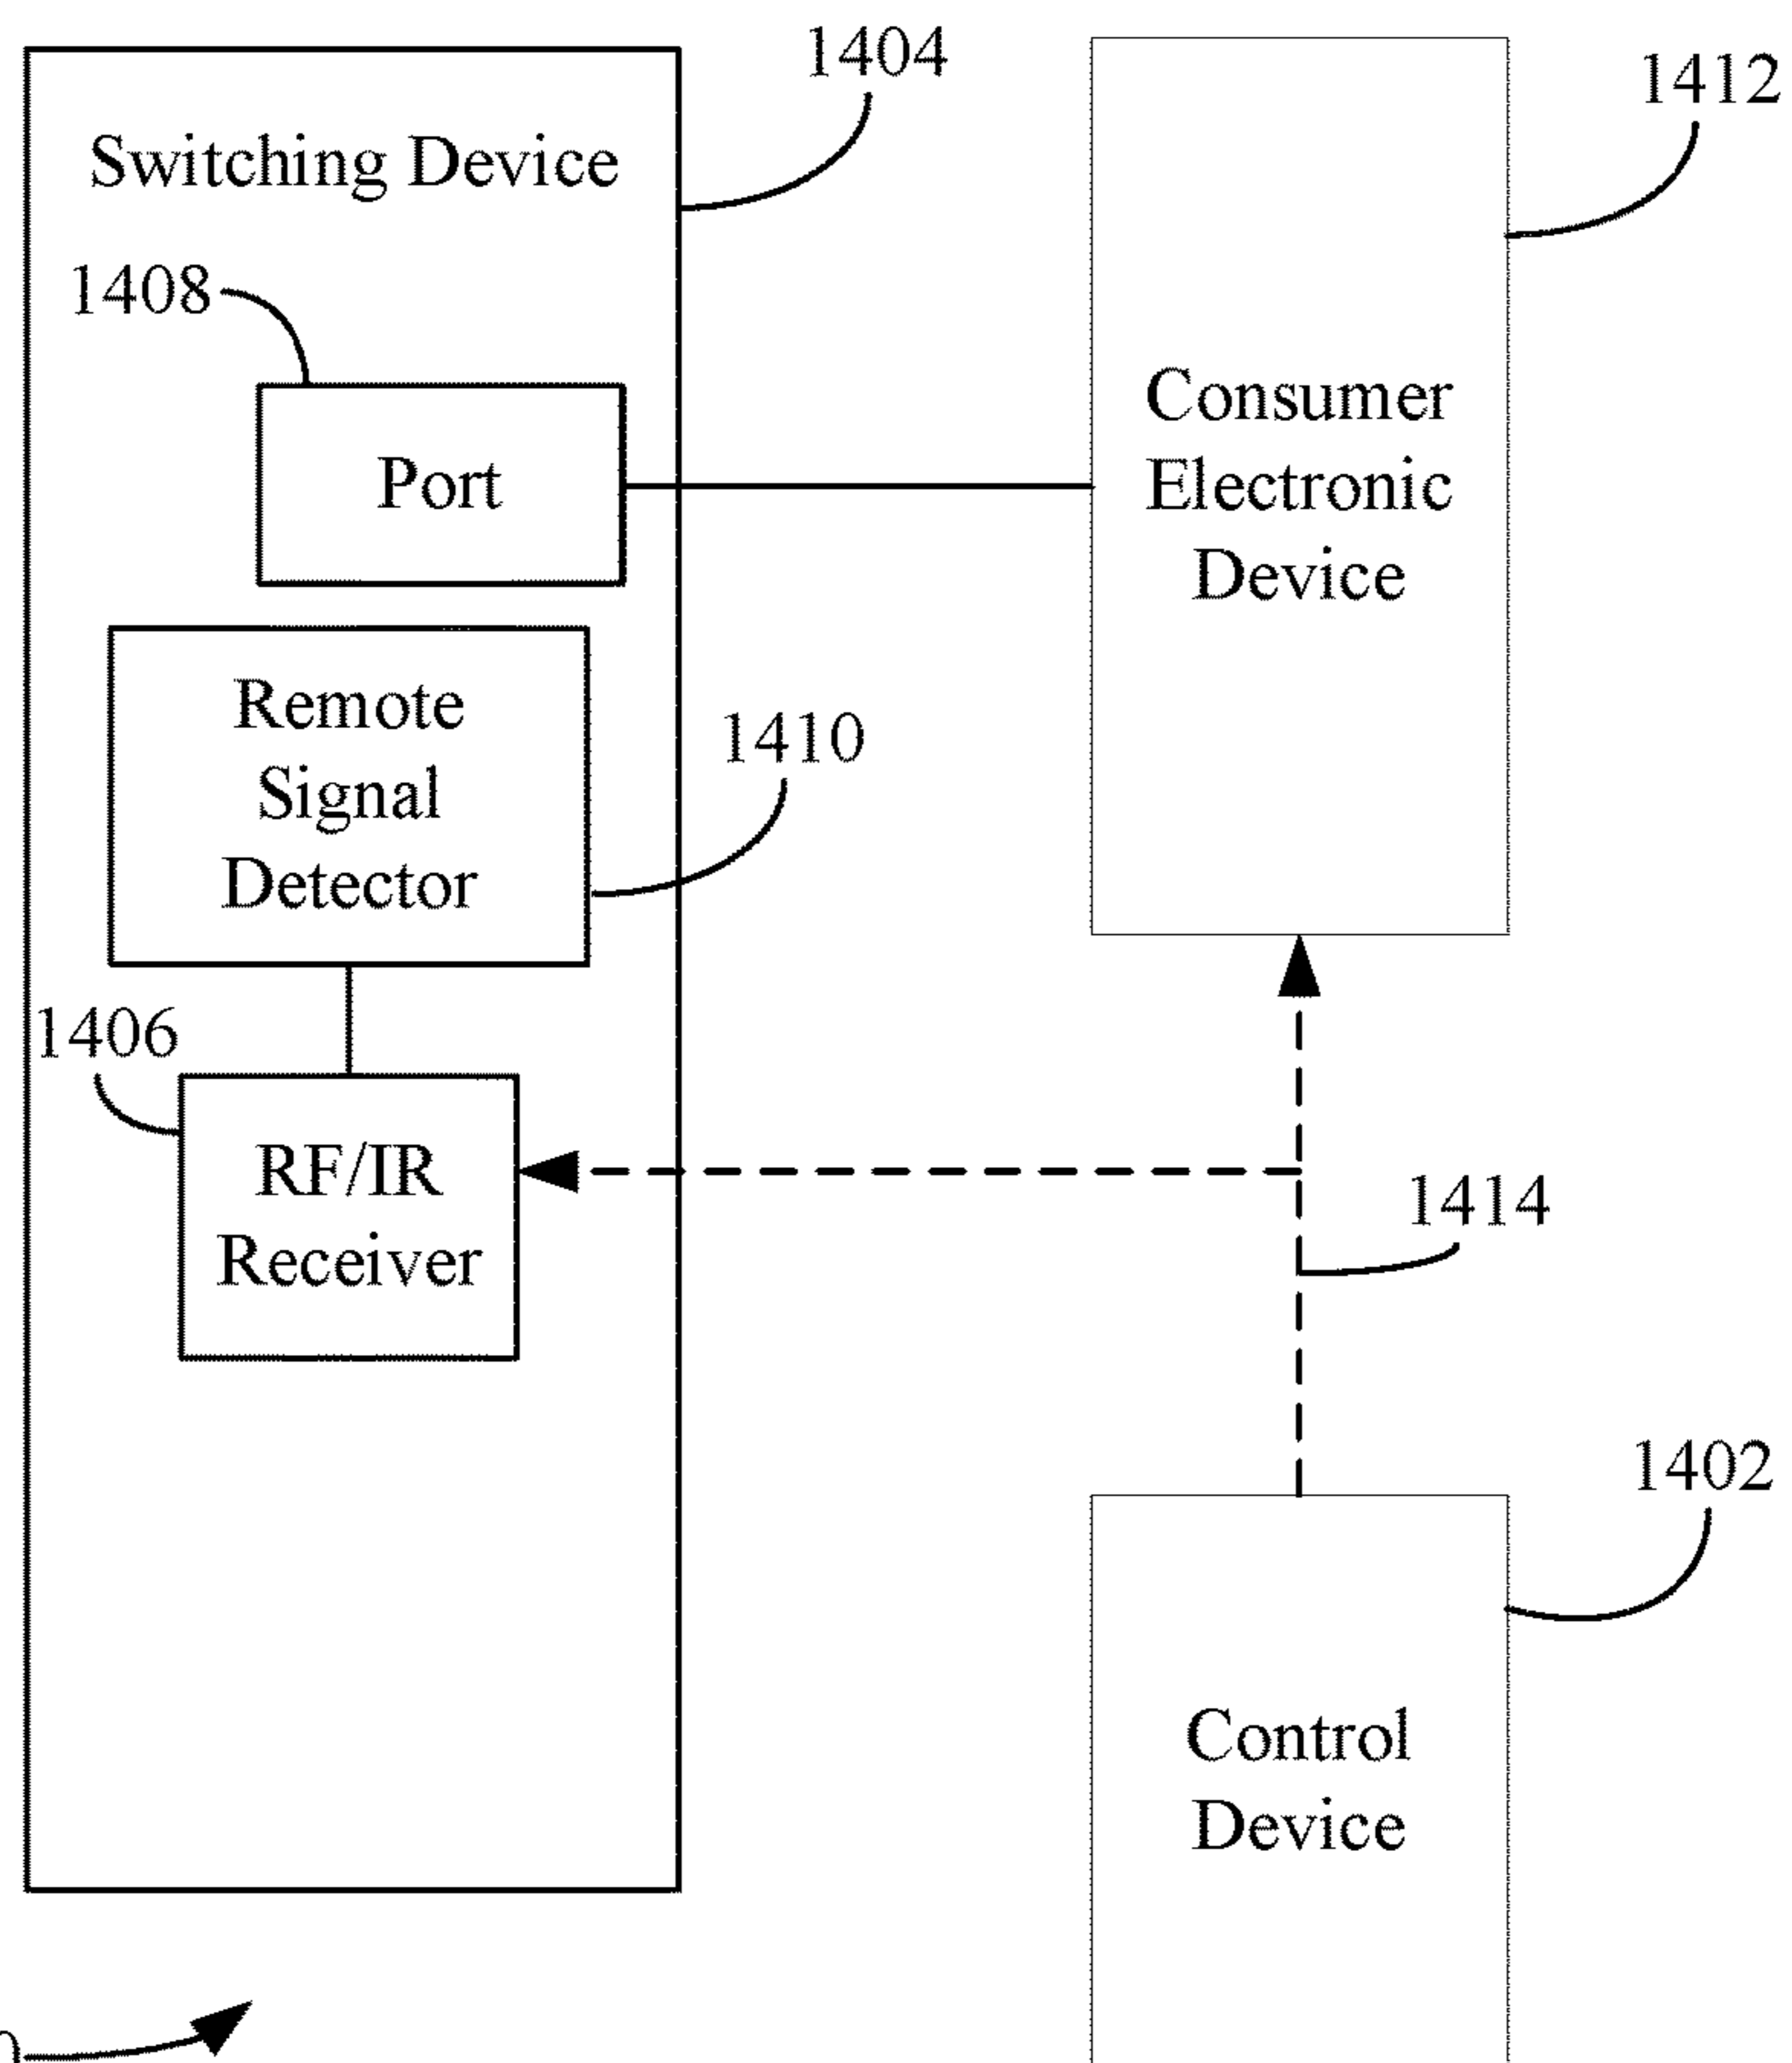 1404
1412
Switching Device
1408
Consumer
Electronic
Device
Port
Remote
Signal
Detector
1410
1406
RF/IR
Receiver
1414
1402
Control
Device